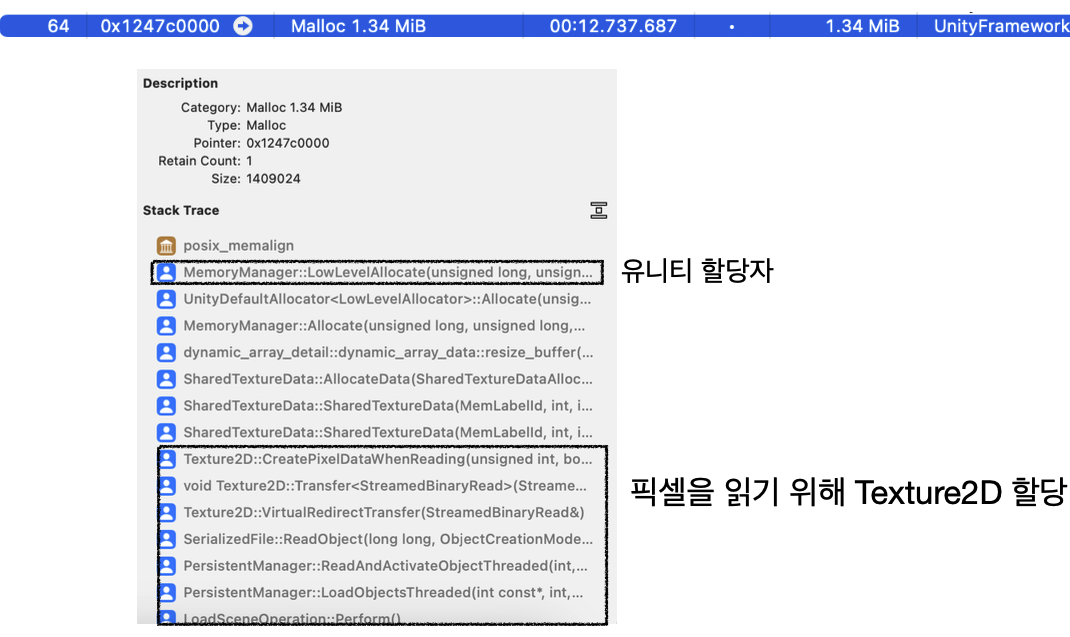 64 0x1247c0000 Malloc 1.34 MiB 00:12.737.687 • 1.34 MiB UnityFramework
Description
Category: Malloc 1.34 MiB
Type: Malloc
Pointer: 0x1247c0000
Retain Count: 1
Size: 1409024
Stack Trace
posix_memalign
MemoryManager::LowLevelAllocate(unsigned long, unsign...
유니티 할당자
UnityDefaultAllocator<LowLevelAllocator>::Allocate(unsig...
MemoryManager::Allocate(unsigned long, unsigned long,...
dynamic_array_detail::dynamic_array_data::resize_buffer(...
SharedTextureData::AllocateData(SharedTextureDataAlloc...
SharedTextureData::SharedTextureData(MemLabelId, int, i...
SharedTextureData::SharedTextureData(MemLabelId, int, i...
Texture2D::CreatePixelDataWhenReading(unsigned int, bo...
void Texture2D::Transfer<StreamedBinaryRead>(Streame...
픽셀을 읽기 위해 Texture2D 할당
Texture2D::VirtualRedirectTransfer(StreamedBinaryRead&)
SerializedFile::ReadObject(long long, ObjectCreationMode...
PersistentManager::ReadAndActivateObjectThreaded(int,...
PersistentManager::LoadObjectsThreaded(int const*, int,...
LoadSceneOperation::Perform()